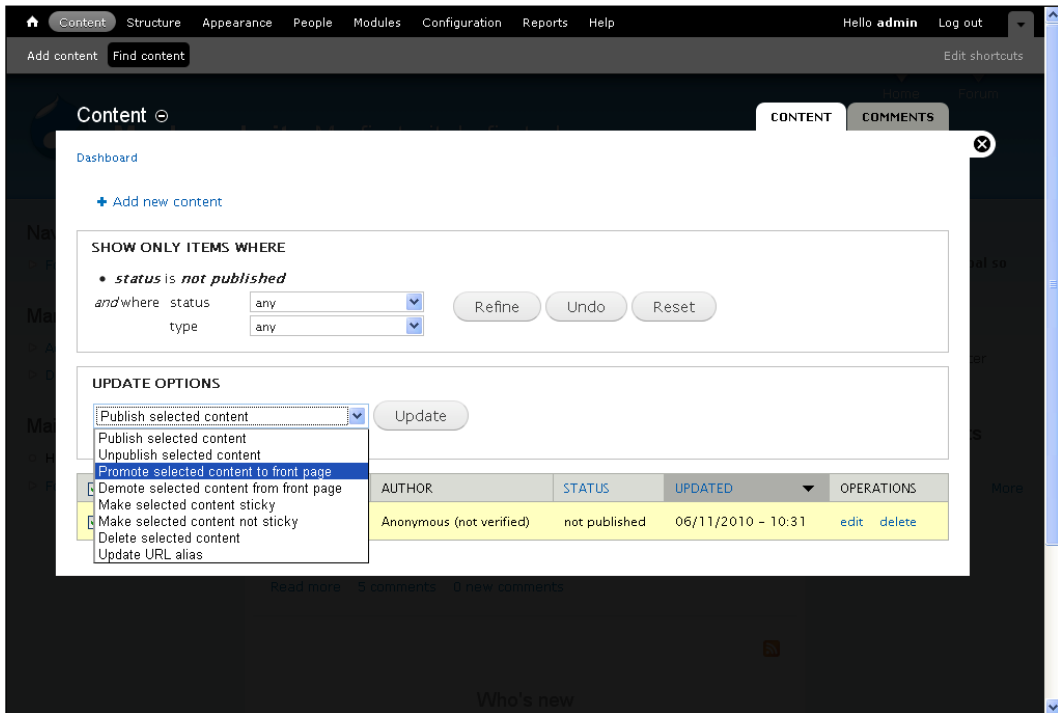 Content Structure Appearance People Modules Configuration Reports Help Hello admin Log out
Add content Find content Edit shortcuts
Home Forum
Content CONTENT COMMENTS
Dashboard
Add new content
SHOW ONLY ITEMS WHERE
• status is not published
and where status any Refine Undo Reset
type any
UPDATE OPTIONS
Publish selected content Update
Publish selected content
Unpublish selected content
Promote selected content to front page
Demote selected content from front page
Make selected content sticky
Make selected content not sticky
Delete selected content
Update URL alias
AUTHOR STATUS UPDATED OPERATIONS
Anonymous (not verified) not published 06/11/2010 - 10:31 edit delete
More
Read more 5 comments 0 new comments
Who's new